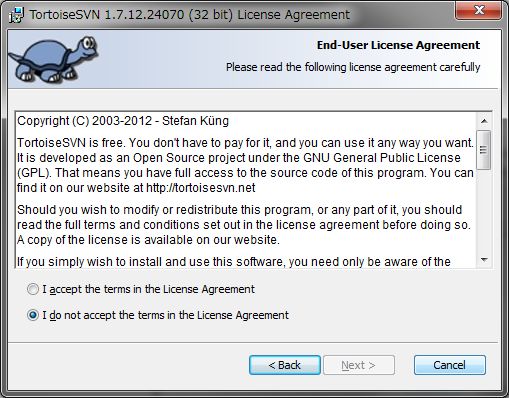 TortoiseSVN 1.7.12.24070 (32 bit) License Agreement
End-User License Agreement
Please read the following license agreement carefully
Copyright (C) 2003-2012 - Stefan Küng
TortoiseSVN is free. You don't have to pay for it, and you can use it any way you want.
It is developed as an Open Source project under the GNU General Public License
(GPL). That means you have full access to the source code of this program. You can
find it on our website at http://tortoisesvn.net
Should you wish to modify or redistribute this program, or any part of it, you should
read the full terms and conditions set out in the license agreement before doing so.
A copy of the license is available on our website.
If you simply wish to install and use this software, you need only be aware of the
I accept the terms in the License Agreement
I do not accept the terms in the License Agreement
< Back
Next >
Cancel